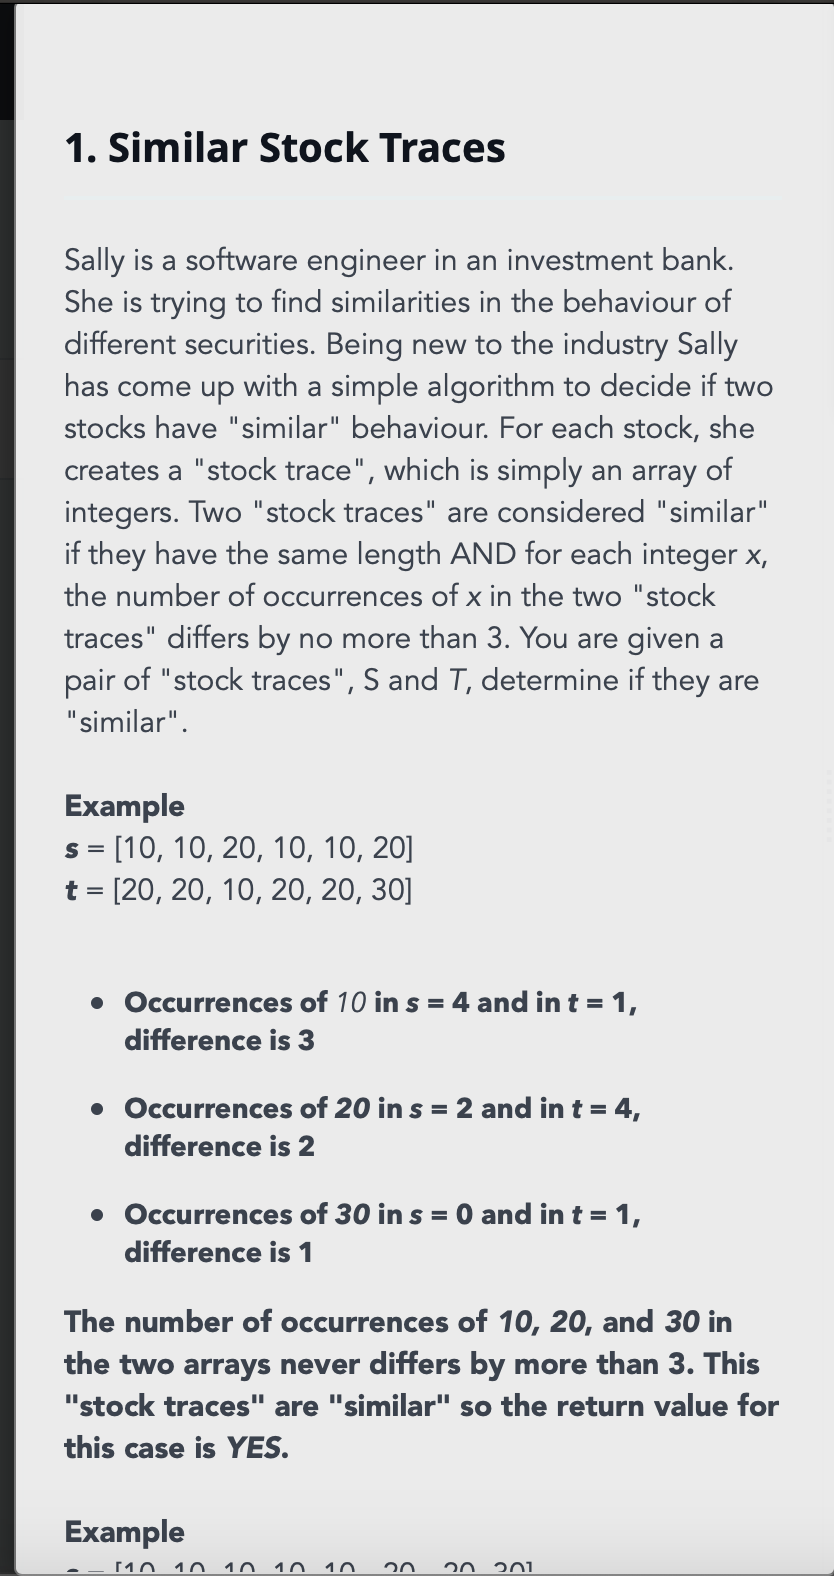 1. Similar Stock Traces
Sally is a software engineer in an investment bank.
She is trying to find similarities in the behaviour of
different securities. Being new to the industry Sally
has come up with a simple algorithm to decide if two
stocks have "similar" behaviour. For each stock, she
creates a "stock trace", which is simply an array of
integers. Two "stock traces" are considered "similar"
if they have the same length AND for each integer x,
the number of occurrences of x in the two "stock
traces" differs by no more than 3. You are given a
pair of "stock traces", S and T, determine if they are
"similar".
Example
s = [10, 10, 20, 10, 10, 20]
t = [20, 20, 10, 20, 20, 30]
• Occurrences of 10 in s = 4 and in t = 1,
difference is 3
• Occurrences of 20 in s = 2 and in t = 4,
difference is 2
• Occurrences of 30 in s = 0 and in t = 1,
difference is 1
The number of occurrences of 10, 20, and 30 in
the two arrays never differs by more than 3. This
"stock traces" are "similar" so the return value for
this case is YES.
Example